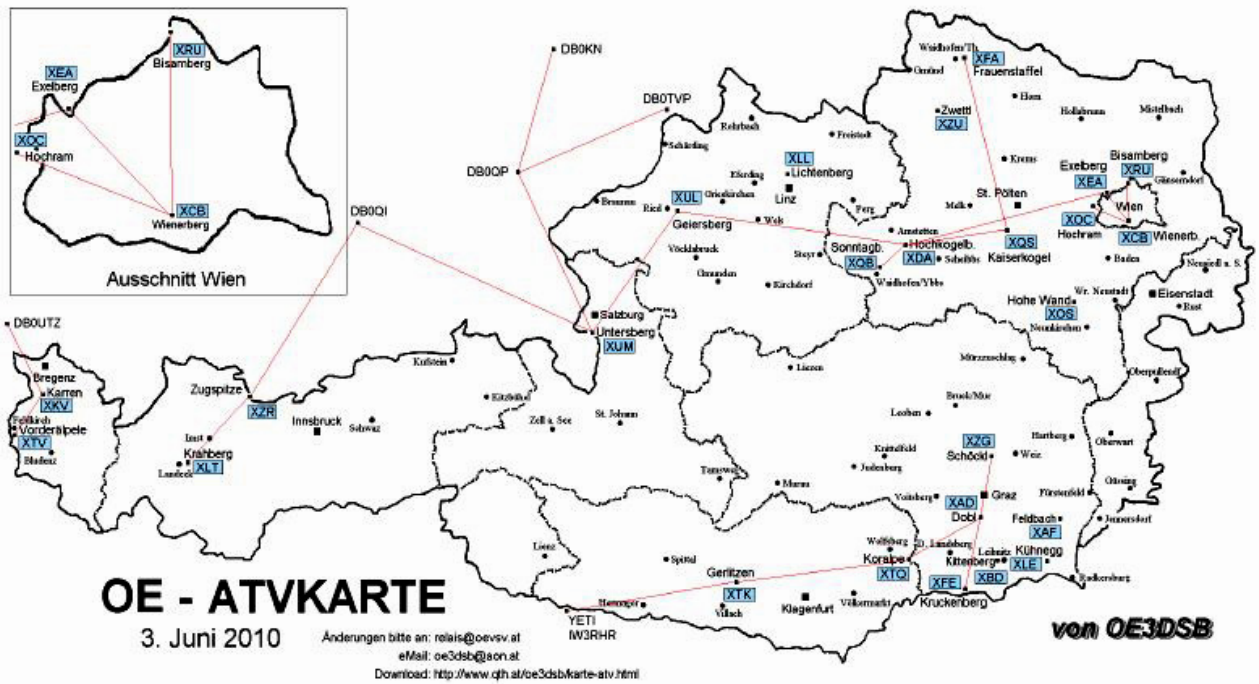 XRU
Bisamberg
XEA
Exelberg
XOC
Hochram
XCB
Wienerberg
Ausschnitt Wien
DB0KN
DB0TVP
DB0QP
DB0QI
DB0UTZ
Waidhofen/Th.
XFA
Frauenstaffel
Gmünd
Zwettl
XZU
Horn
Hollabrunn
Mistelbach
Rohrbach
Freistadt
Schärding
XLL
Lichtenberg
Linz
Eferding
Grieskirchen
Krems
Exelberg
XEA
Bisamberg
XRU
Gänserndorf
Braunau
XUL
Ried
Geiersberg
Wels
Perg
St. Pölten
Melk
Wien
XQC
Hochram
XCB
Wienerb.
Vöcklabruck
Gmunden
Steyr
Kirchdorf
Amstetten
Sonntagb.
XQB
Hochkogelb.
XDA
Scheibbs
XQS
Kaiserkogel
Waidhofen/Ybbs
Baden
Neusiedl a. S.
Wr. Neustadt
Eisenstadt
Rust
Hohe Wand
XOS
Neunkirchen
Salzburg
Untersberg
XUM
Bregenz
Karren
XKV
Feldkirch
Vorderälpele
XTV
Bludenz
Zugspitze
XZR
Imst
Krahberg
XLT
Landeck
Innsbruck
Schwaz
Kufstein
Kitzbühel
Zell a. See
St. Johann
Liezen
Mürzzuschlag
Oberpullendf
Leoben
Bruck/Mur
Hartberg
Oberwart
XZG
Schöckl
Weiz
Knittelfeld
Judenburg
Tamsweg
Murau
Voitsberg
Graz
Fürstenfeld
Güssing
XAD
Dobl
Feldbach
XAF
Jennersdorf
Lienz
Spittal
Wolfsberg
Koralpe
XTQ
D. Landsberg
Leibnitz
Kittenberg
XBD
Kühnegg
XLE
Radkersburg
XFE
Kruckenberg
Gerlitzen
XTK
Villach
Klagenfurt
Völkermarkt
Hermagor
YETI
IW3RHR
OE - ATVKARTE
3. Juni 2010
Änderungen bitte an: relais@oevsv.at
eMail: oe3dsb@aon.at
Download: http://www.qth.at/oe3dsb/karte-atv.html
von OE3DSB